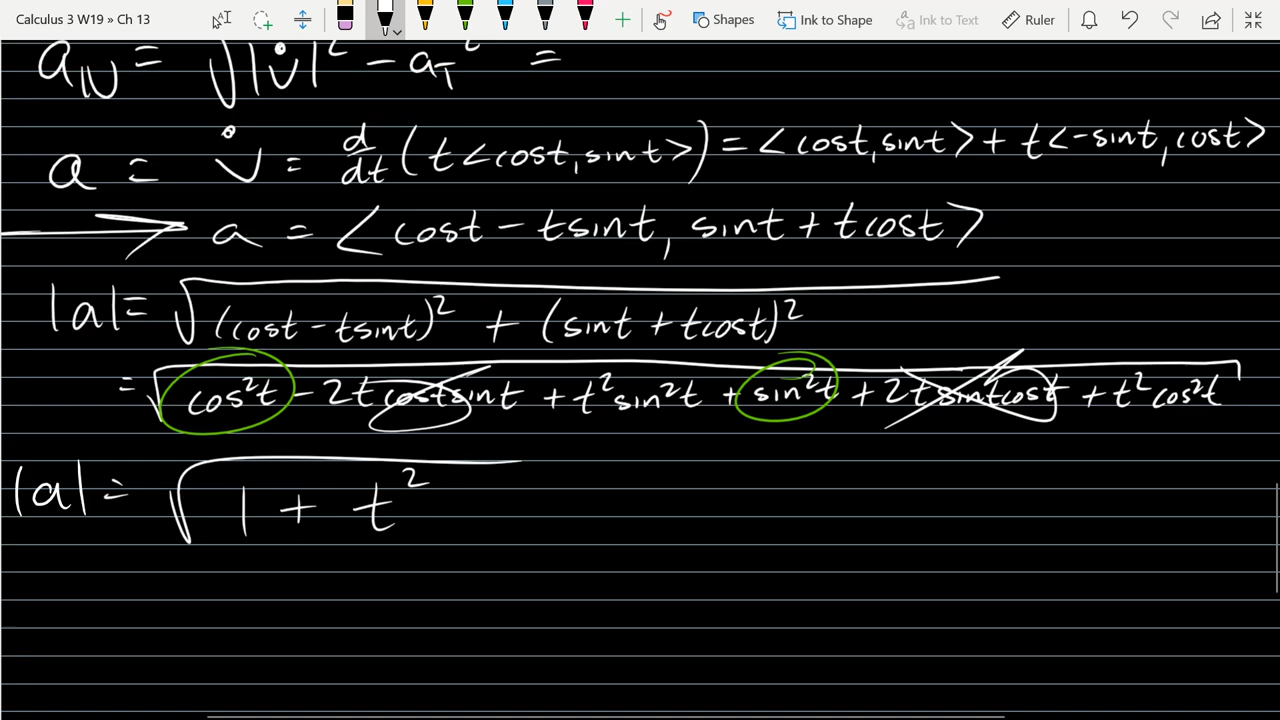 Calculus 3 W19 » Ch 13 Shapes Ink to Shape Ink to Text Ruler
a_N = √(|v̇|² − a_T²) =
a = v̇ = d/dt (t<cost, sint>) = <cost, sint> + t<-sint, cost>
a = <cost − tsint, sint + tcost>
|a| = √((cost − tsint)² + (sint + tcost)²)
= √(cos²t − 2tcostsint + t²sin²t + sin²t + 2tsintcost + t²cos²t)
|a| = √(1 + t²)